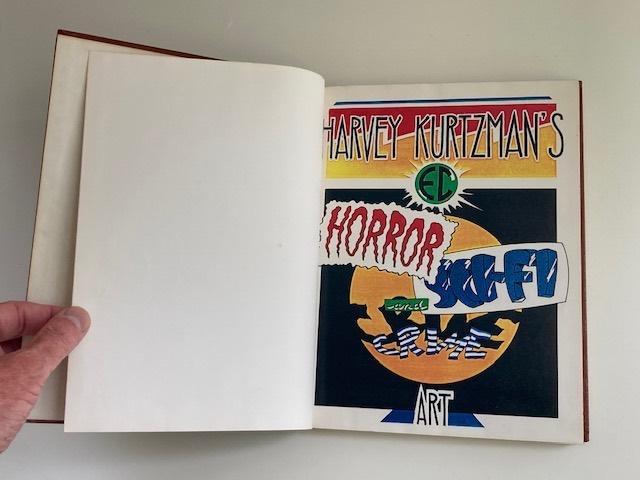 HARVEY KURTZMAN'S
EC
HORROR
SCI-FI
and
CRIME
ART